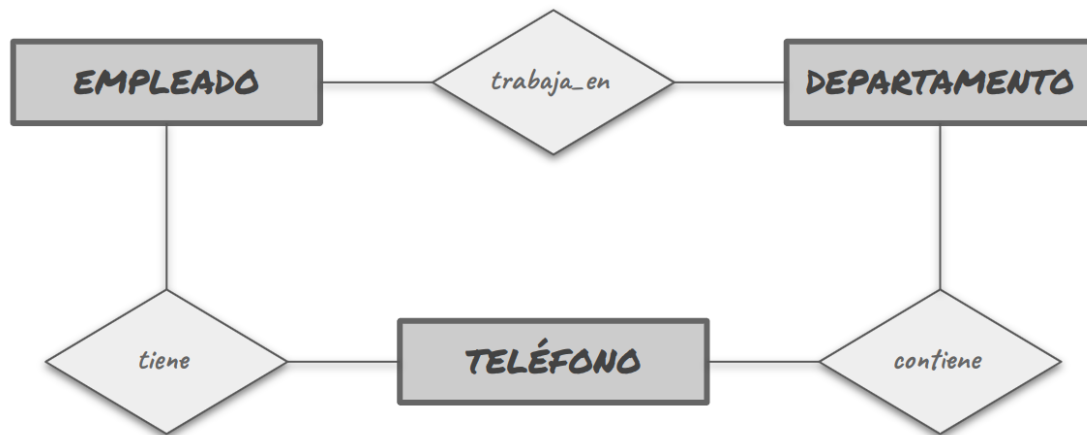 EMPLEADO
trabaja_en
DEPARTAMENTO
tiene
TELÉFONO
contiene